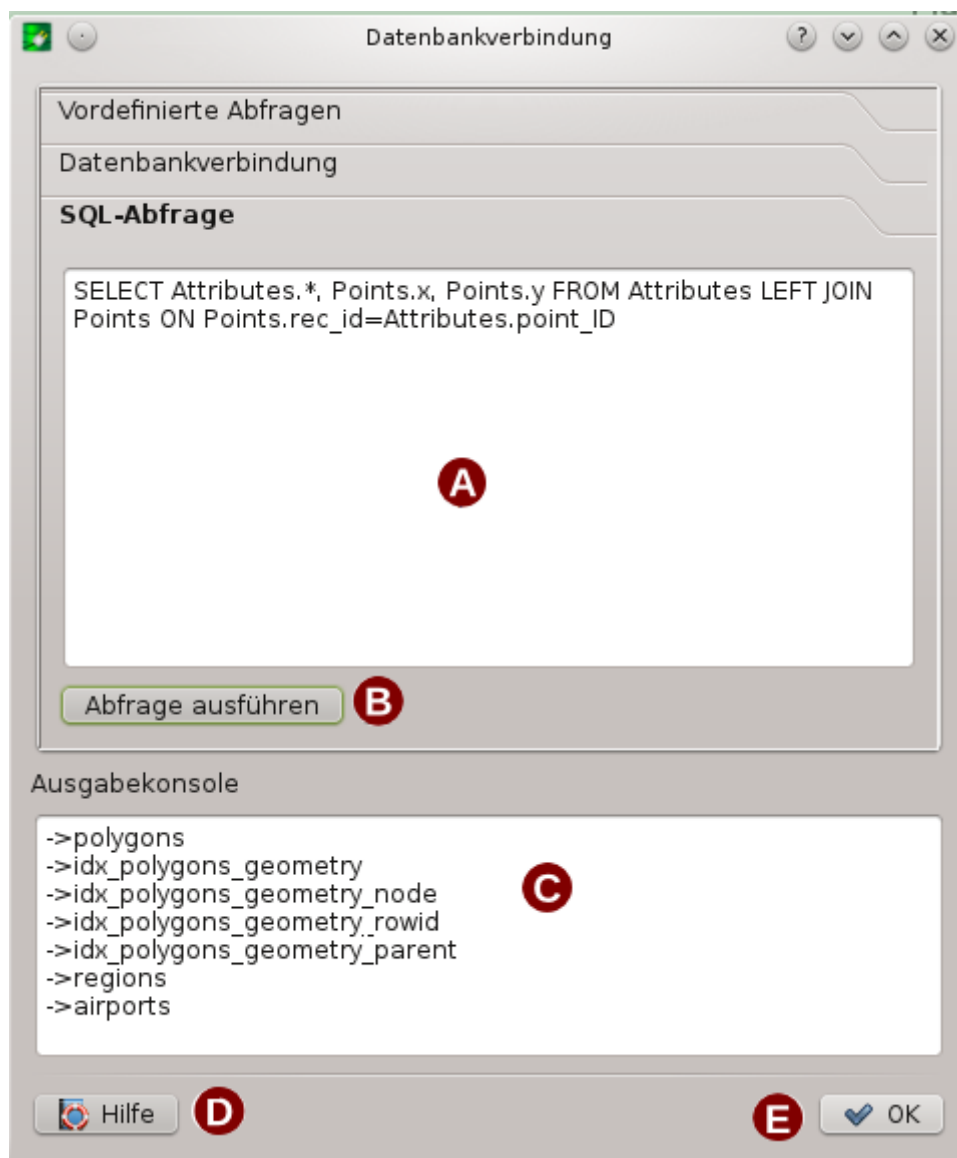 Datenbankverbindung
?
Vordefinierte Abfragen
Datenbankverbindung
SQL-Abfrage
SELECT Attributes.*, Points.x, Points.y FROM Attributes LEFT JOIN
Points ON Points.rec_id=Attributes.point_ID
A
Abfrage ausführen B
Ausgabekonsole
->polygons
->idx_polygons_geometry
->idx_polygons_geometry_node
->idx_polygons_geometry_rowid
->idx_polygons_geometry_parent
->regions
->airports
C
Hilfe D E OK